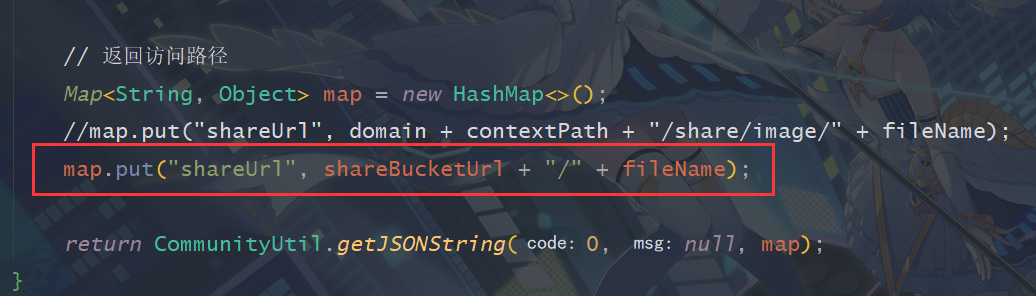 // 返回访问路径
Map<String, Object> map = new HashMap<>();
//map.put("shareUrl", domain + contextPath + "/share/image/" + fileName);
map.put("shareUrl", shareBucketUrl + "/" + fileName);
return CommunityUtil.getJSONString( code: 0, msg: null, map);
}